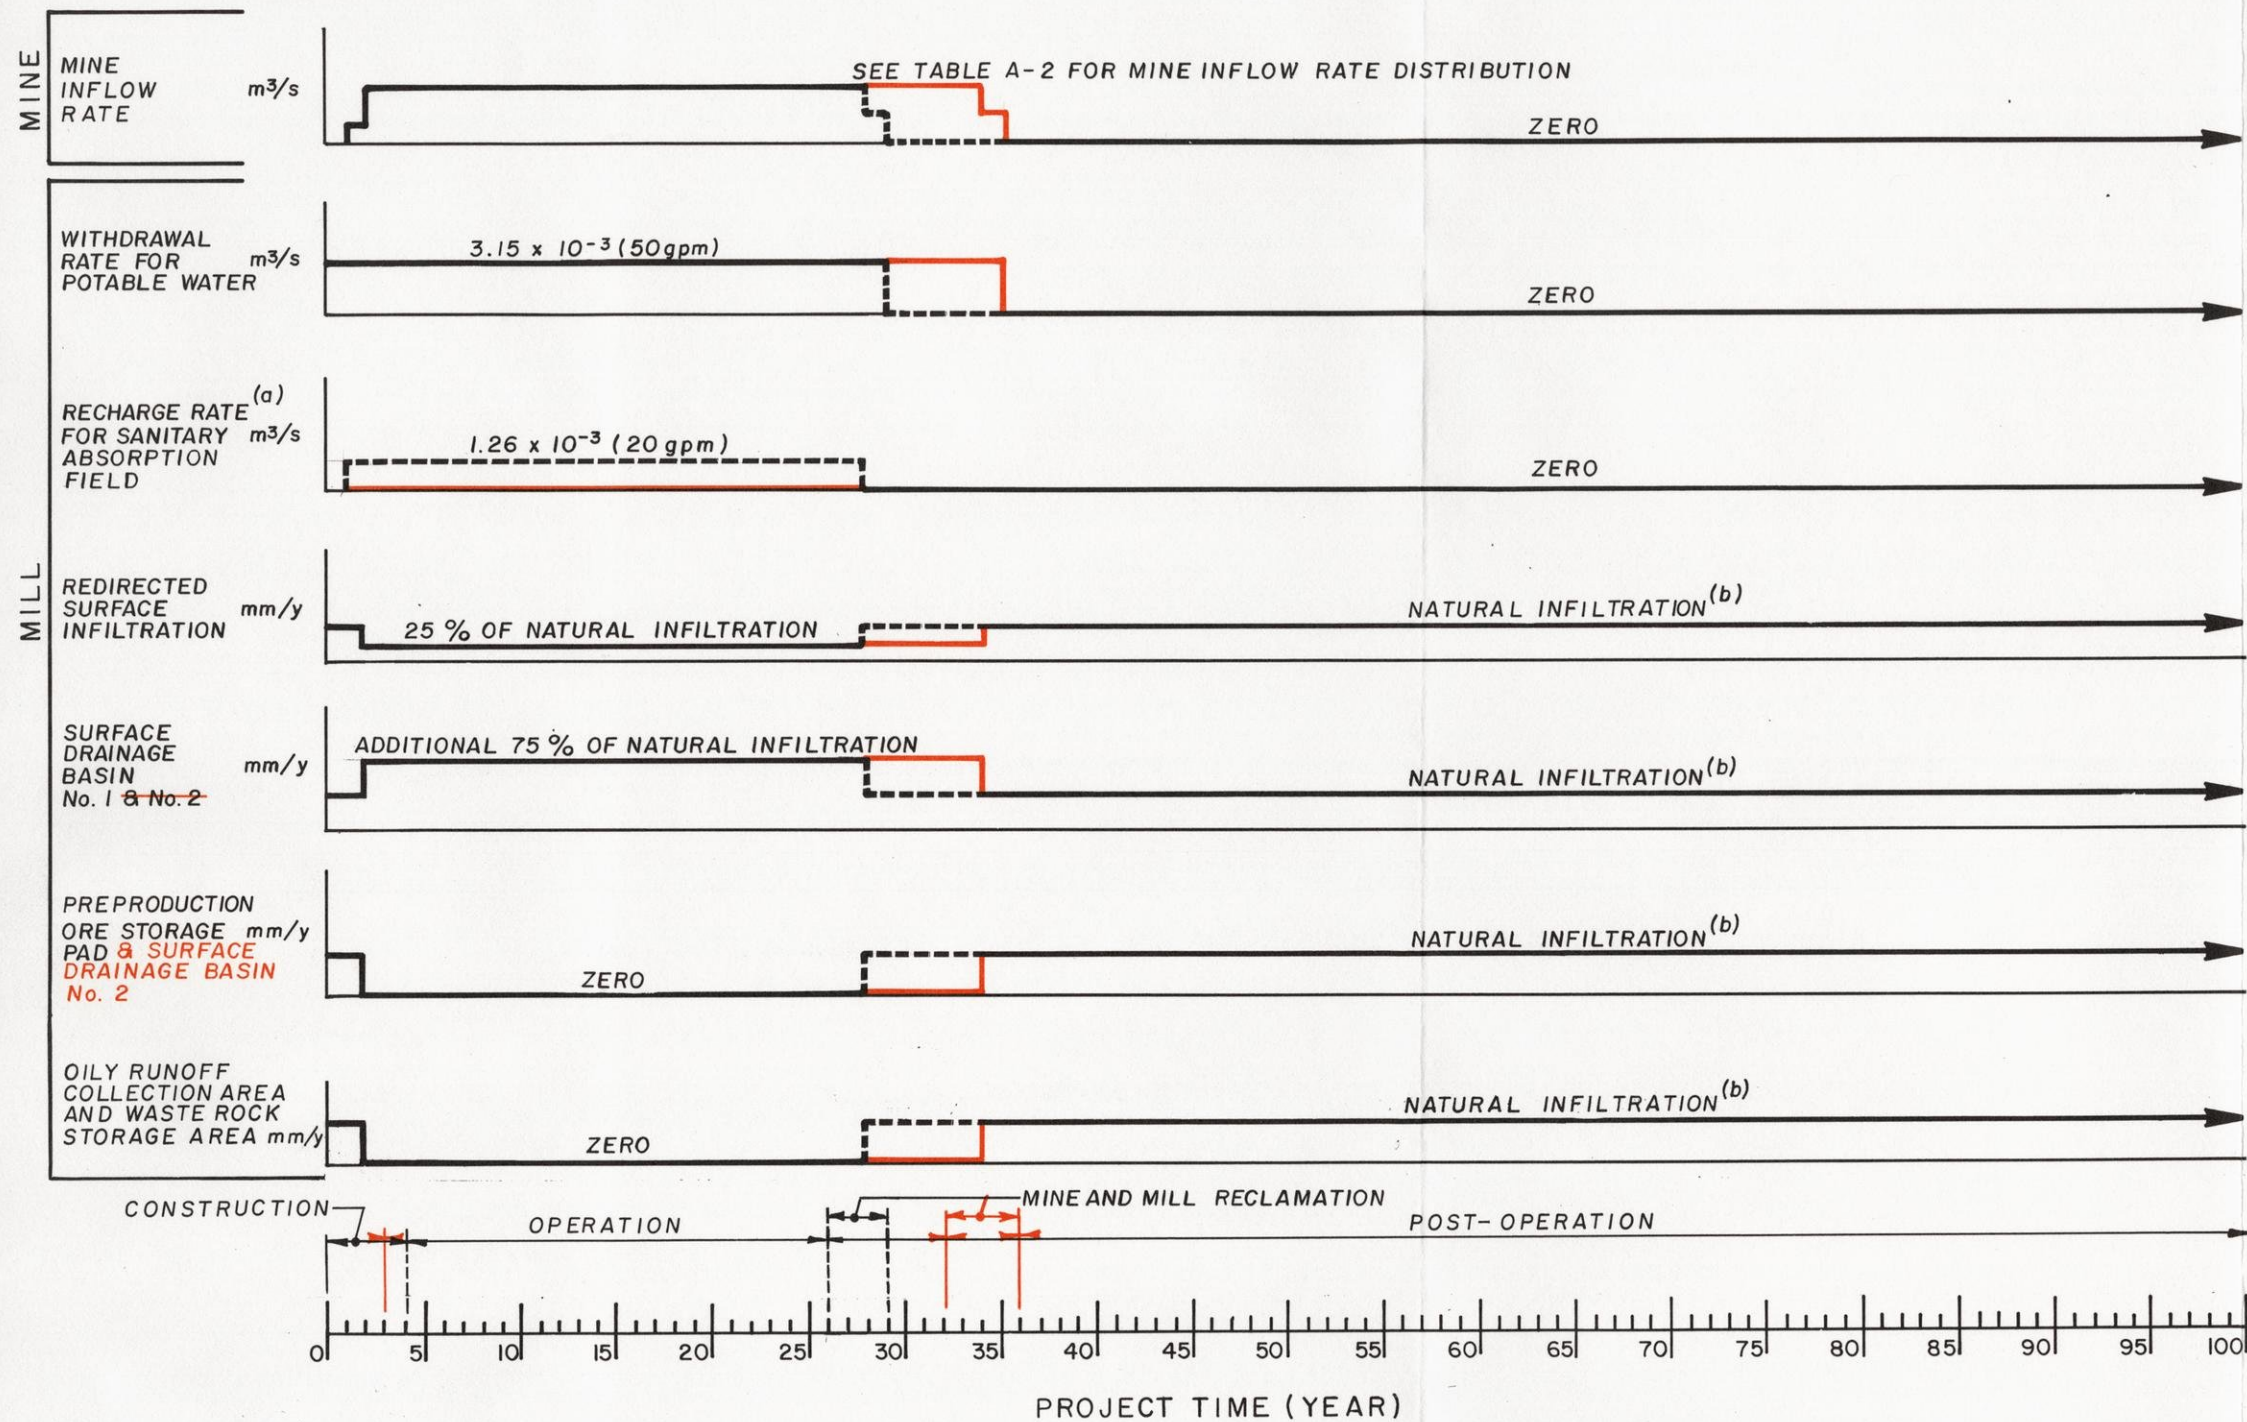 MINE
MINE
INFLOW
RATE
m³/s
SEE TABLE A-2 FOR MINE INFLOW RATE DISTRIBUTION
ZERO
MILL
WITHDRAWAL
RATE FOR m³/s
POTABLE WATER
3.15 x 10⁻³ (50gpm)
ZERO
RECHARGE RATE (a)
FOR SANITARY m³/s
ABSORPTION
FIELD
1.26 x 10⁻³ (20 gpm)
ZERO
REDIRECTED
SURFACE mm/y
INFILTRATION
25 % OF NATURAL INFILTRATION
NATURAL INFILTRATION (b)
SURFACE
DRAINAGE
BASIN mm/y
No. 1 & No. 2
ADDITIONAL 75 % OF NATURAL INFILTRATION
NATURAL INFILTRATION (b)
PREPRODUCTION
ORE STORAGE mm/y
PAD & SURFACE
DRAINAGE BASIN
No. 2
ZERO
NATURAL INFILTRATION (b)
OILY RUNOFF
COLLECTION AREA
AND WASTE ROCK
STORAGE AREA mm/y
ZERO
NATURAL INFILTRATION (b)
CONSTRUCTION
OPERATION
MINE AND MILL RECLAMATION
POST-OPERATION
0 5 10 15 20 25 30 35 40 45 50 55 60 65 70 75 80 85 90 95 100
PROJECT TIME (YEAR)